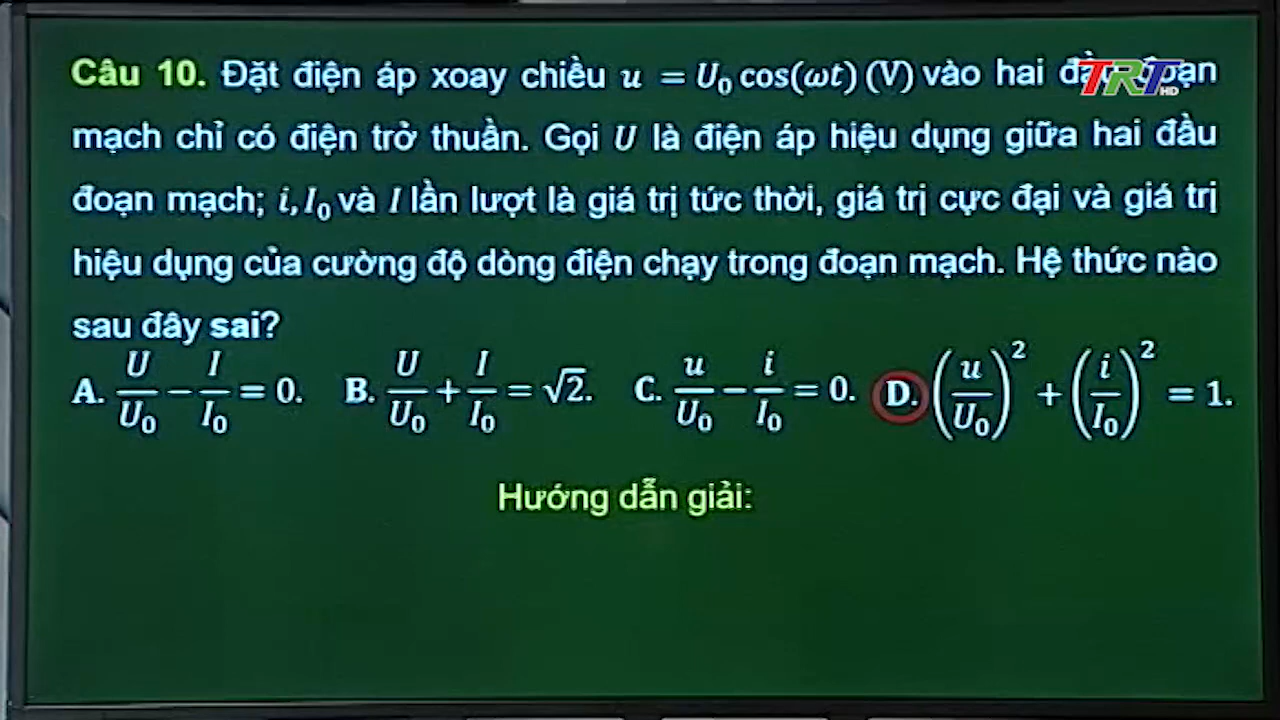 Câu 10. Đặt điện áp xoay chiều u = U₀ cos(ωt) (V) vào hai
TRT HD
mạch chỉ có điện trở thuần. Gọi U là điện áp hiệu dụng giữa hai đầu
đoạn mạch; i, I₀ và I lần lượt là giá trị tức thời, giá trị cực đại và giá trị
hiệu dụng của cường độ dòng điện chạy trong đoạn mạch. Hệ thức nào
sau đây sai?
A. U/U₀ − I/I₀ = 0. B. U/U₀ + I/I₀ = √2. C. u/U₀ − i/I₀ = 0. D. (u/U₀)² + (i/I₀)² = 1.
Hướng dẫn giải: